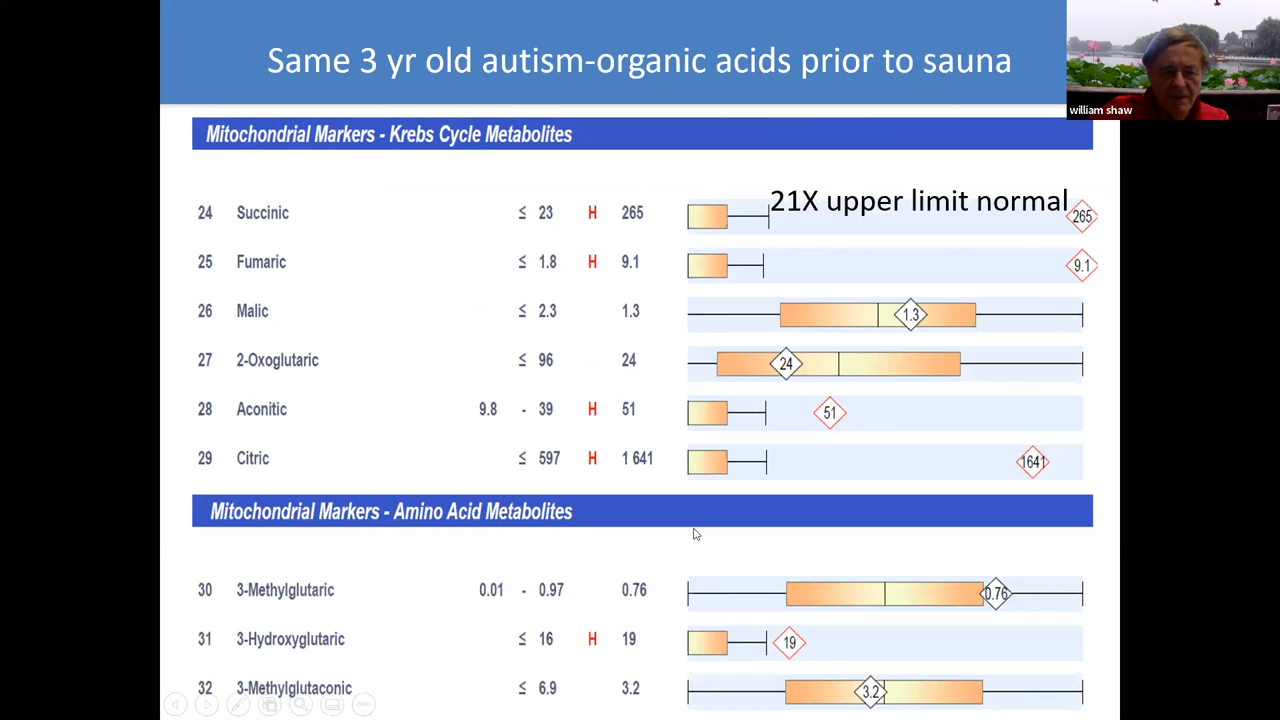 Same 3 yr old autism-organic acids prior to sauna
william shaw
Mitochondrial Markers - Krebs Cycle Metabolites
21X upper limit normal
24 Succinic ≤ 23 H 265 265
25 Fumaric ≤ 1.8 H 9.1 9.1
26 Malic ≤ 2.3 1.3 1.3
27 2-Oxoglutaric ≤ 96 24 24
28 Aconitic 9.8 - 39 H 51 51
29 Citric ≤ 597 H 1 641 1641
Mitochondrial Markers - Amino Acid Metabolites
30 3-Methylglutaric 0.01 - 0.97 0.76 0.76
31 3-Hydroxyglutaric ≤ 16 H 19 19
32 3-Methylglutaconic ≤ 6.9 3.2 3.2